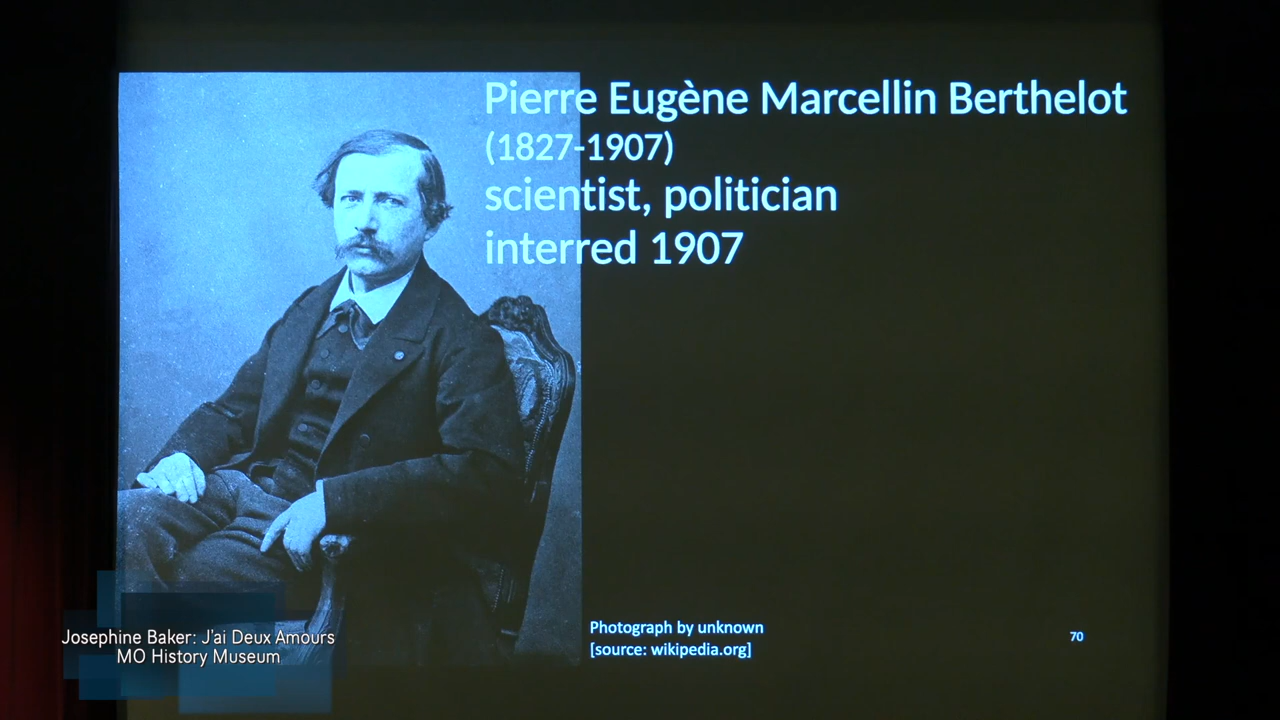 Pierre Eugène Marcellin Berthelot
(1827-1907)
scientist, politician
interred 1907
Photograph by unknown
[source: wikipedia.org]
70
Josephine Baker: J'ai Deux Amours
MO History Museum